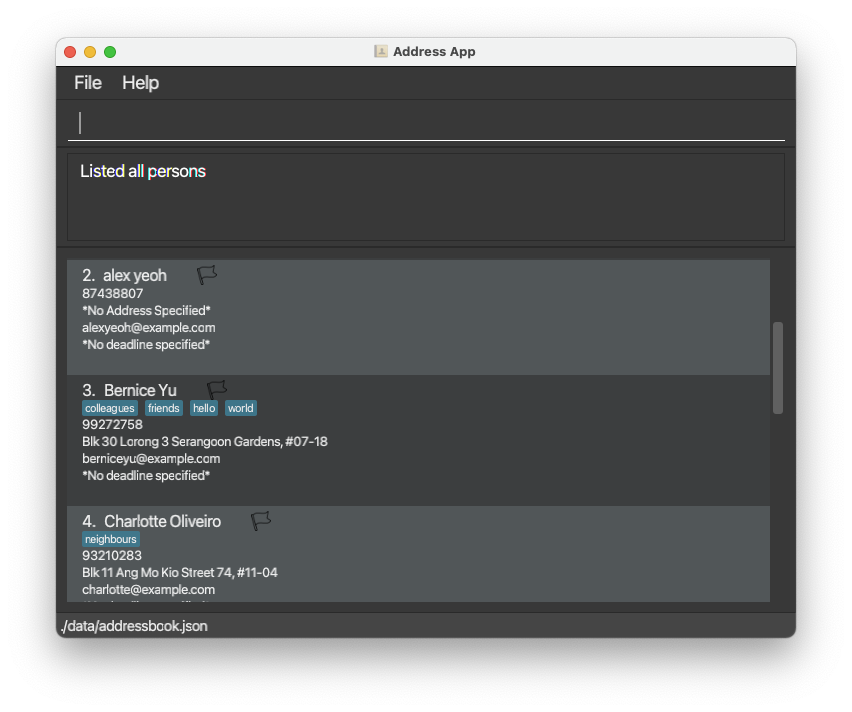 Address App
File Help
Listed all persons
2. alex yeoh
87438807
*No Address Specified*
alexyeoh@example.com
*No deadline specified*
3. Bernice Yu
colleagues friends hello world
99272758
Blk 30 Lorong 3 Serangoon Gardens, #07-18
berniceyu@example.com
*No deadline specified*
4. Charlotte Oliveiro
neighbours
93210283
Blk 11 Ang Mo Kio Street 74, #11-04
charlotte@example.com
./data/addressbook.json